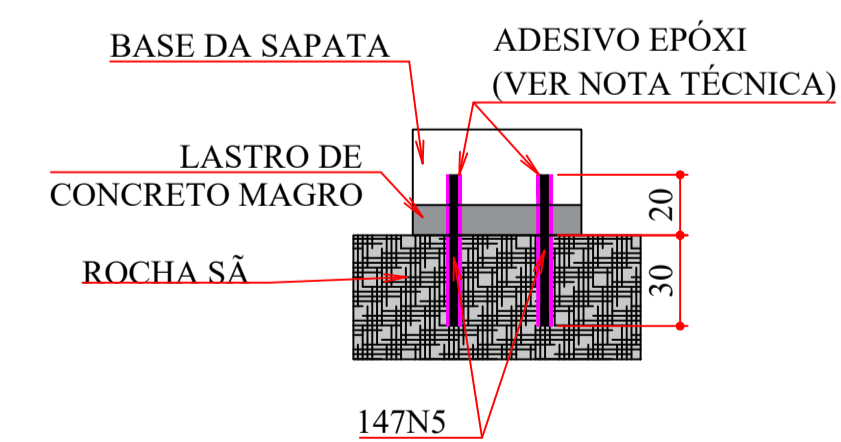 BASE DA SAPATA
ADESIVO EPÓXI
(VER NOTA TÉCNICA)
LASTRO DE
CONCRETO MAGRO
ROCHA SÃ
20
30
147N5